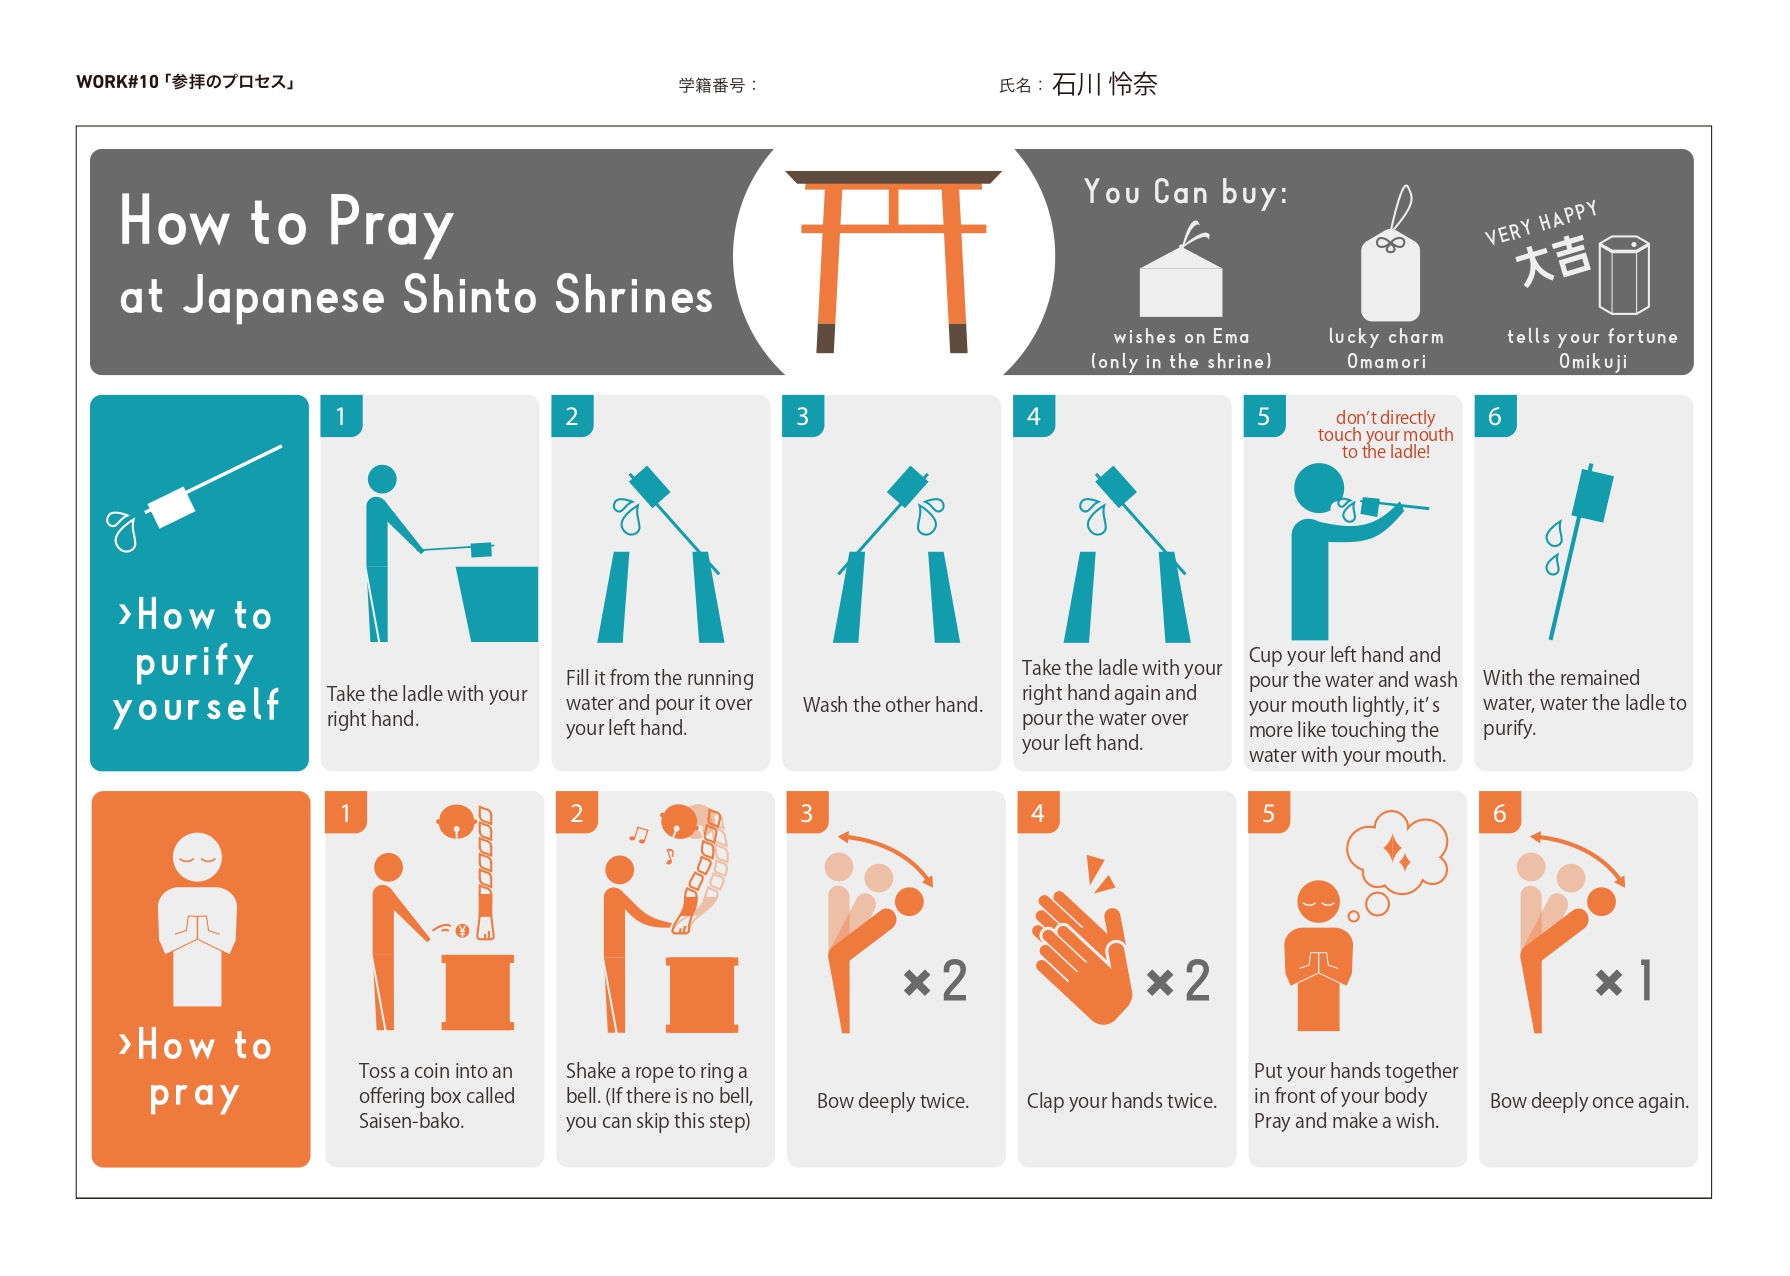 WORK#10「参拝のプロセス」
学籍番号：
氏名： 石川 怜奈
How to Pray
at Japanese Shinto Shrines
You Can buy:
wishes on Ema
(only in the shrine)
lucky charm
Omamori
VERY HAPPY
大吉
tells your fortune
Omikuji
›How to
purify
yourself
1
Take the ladle with your
right hand.
2
Fill it from the running
water and pour it over
your left hand.
3
Wash the other hand.
4
Take the ladle with your
right hand again and
pour the water over
your left hand.
5
don't directly
touch your mouth
to the ladle!
Cup your left hand and
pour the water and wash
your mouth lightly, it's
more like touching the
water with your mouth.
6
With the remained
water, water the ladle to
purify.
›How to
pray
1
¥
Toss a coin into an
offering box called
Saisen-bako.
2
Shake a rope to ring a
bell. (If there is no bell,
you can skip this step)
3
×2
Bow deeply twice.
4
×2
Clap your hands twice.
5
Put your hands together
in front of your body
Pray and make a wish.
6
×1
Bow deeply once again.